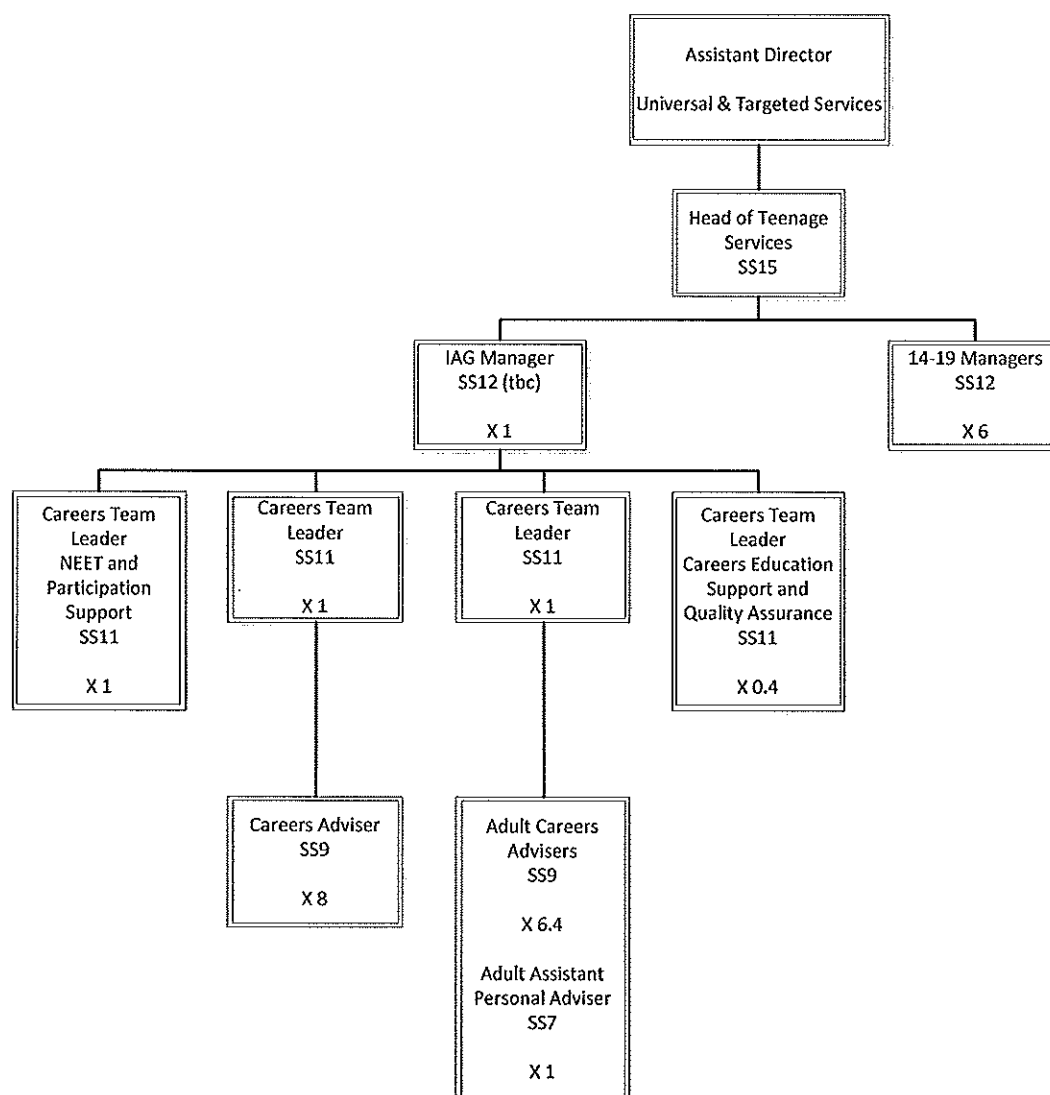 Assistant Director
Universal & Targeted Services
Head of Teenage
Services
SS15
IAG Manager
SS12 (tbc)
X 1
14-19 Managers
SS12
X 6
Careers Team
Leader
NEET and
Participation
Support
SS11
X 1
Careers Team
Leader
SS11
X 1
Careers Team
Leader
SS11
X 1
Careers Team
Leader
Careers Education
Support and
Quality Assurance
SS11
X 0.4
Careers Adviser
SS9
X 8
Adult Careers
Advisers
SS9
X 6.4
Adult Assistant
Personal Adviser
SS7
X 1